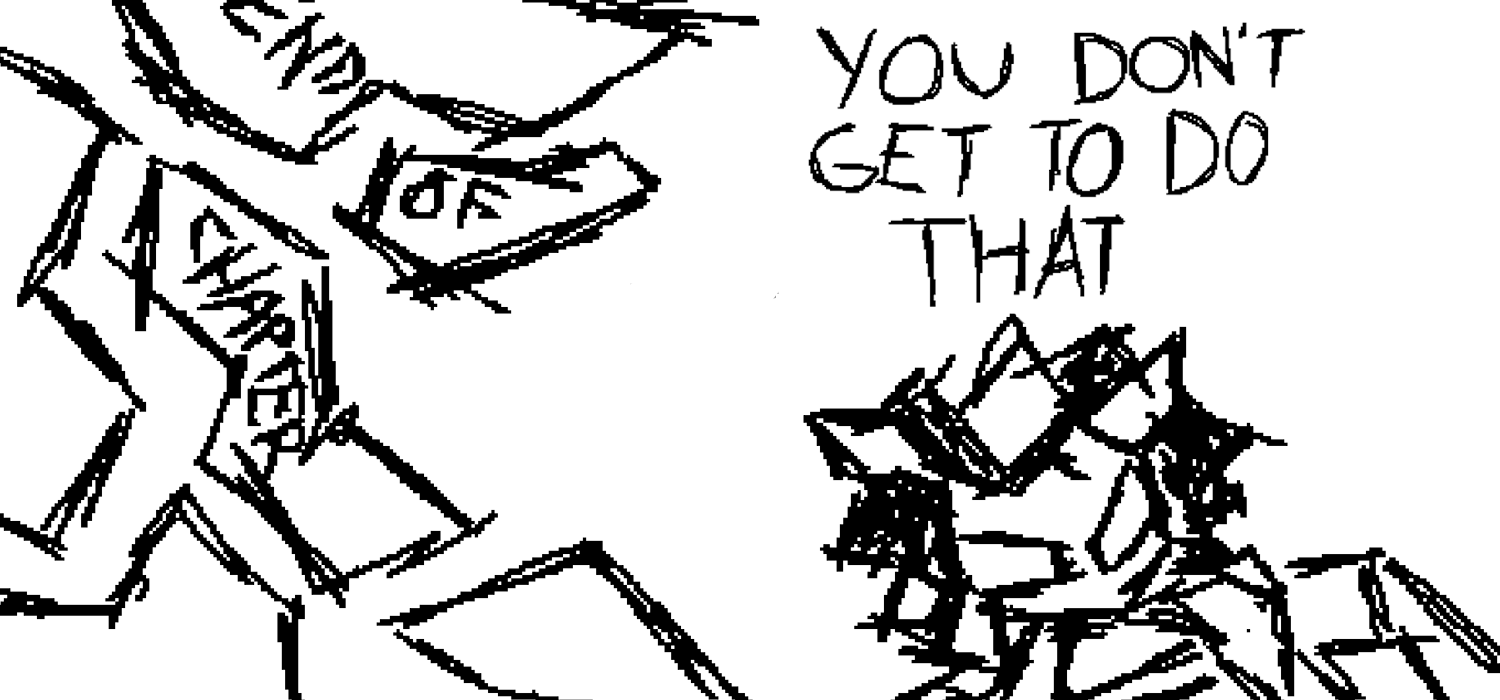 END
OF
CHAPTER
YOU DON'T
GET TO DO
THAT